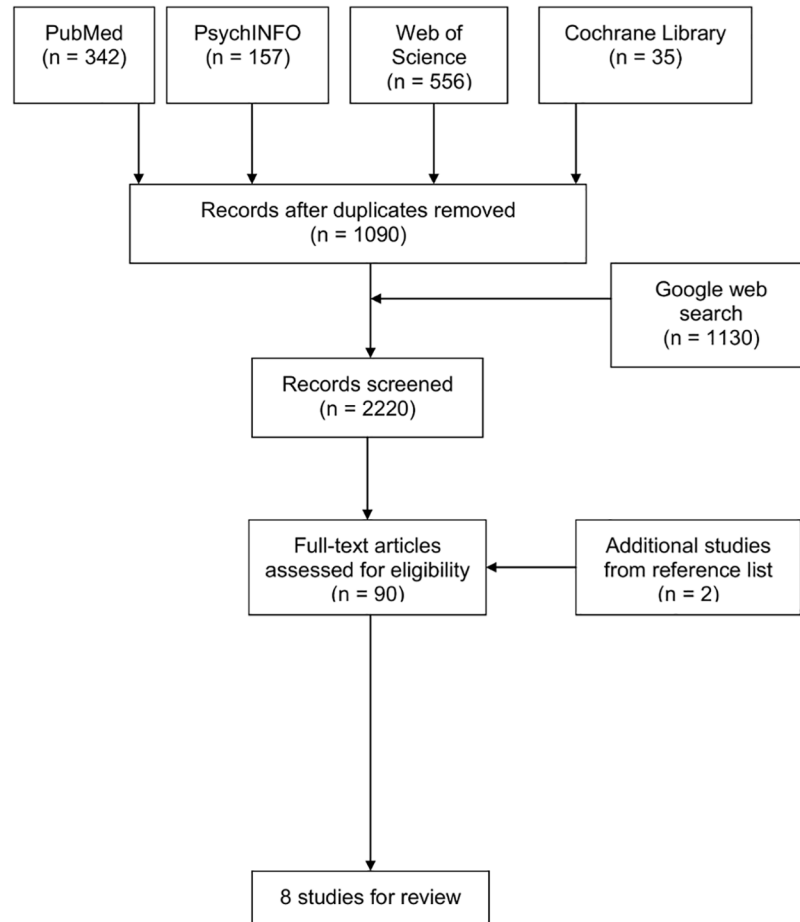 PubMed
(n = 342)
PsychINFO
(n = 157)
Web of
Science
(n = 556)
Cochrane Library
(n = 35)
Records after duplicates removed
(n = 1090)
Google web
search
(n = 1130)
Records screened
(n = 2220)
Full-text articles
assessed for eligibility
(n = 90)
Additional studies
from reference list
(n = 2)
8 studies for review